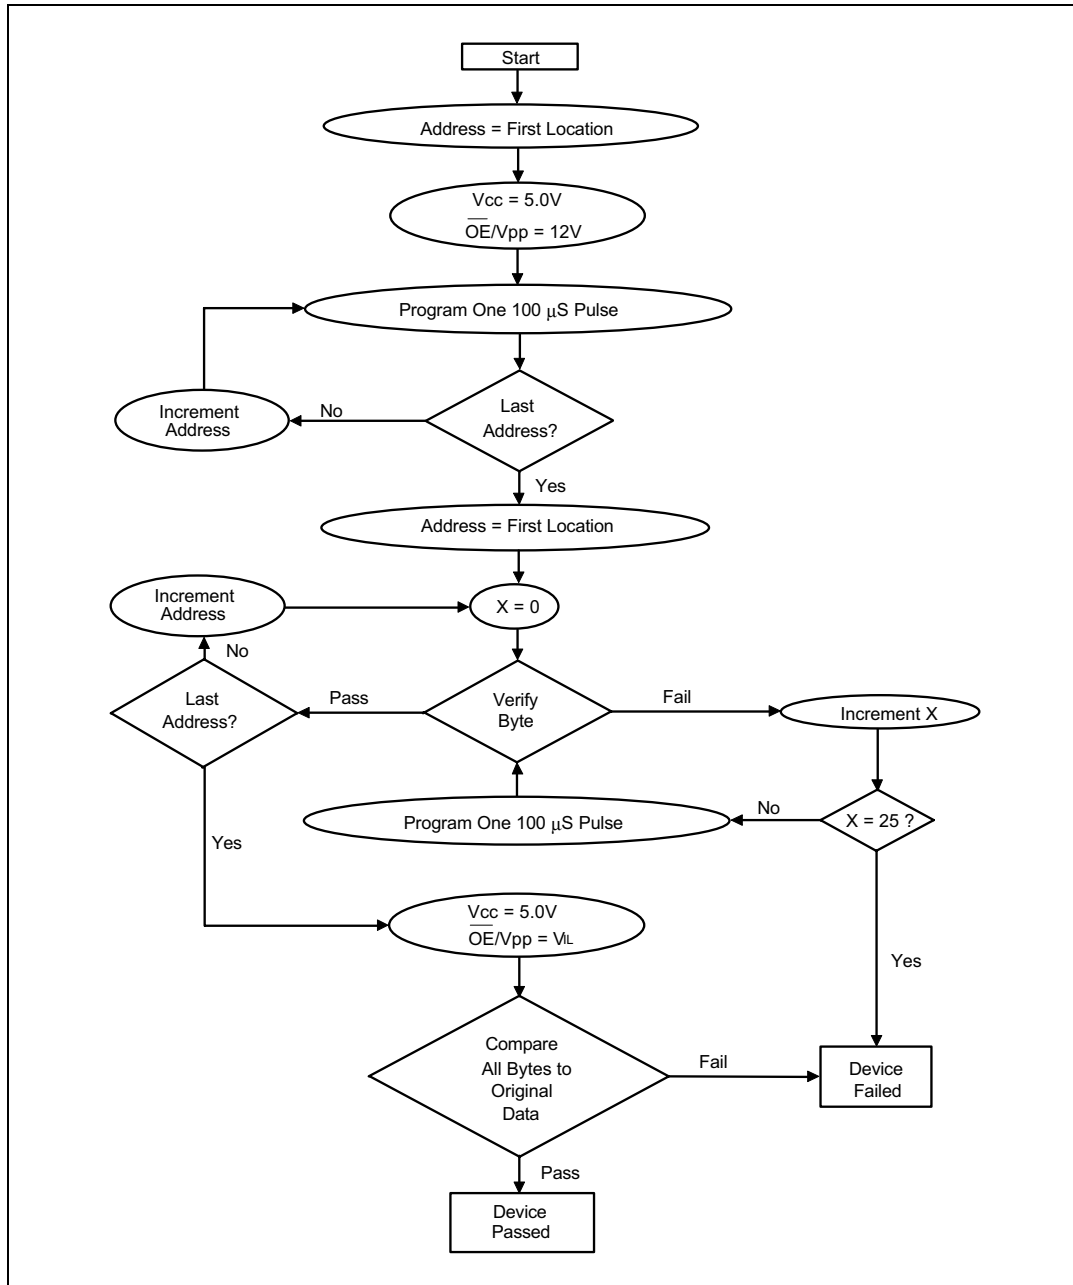 Start
Address = First Location
Vcc = 5.0V
O̅E̅/Vpp = 12V
Program One 100 μS Pulse
Last
Address?
No
Increment
Address
Yes
Address = First Location
X = 0
Increment
Address
No
Last
Address?
Pass
Verify
Byte
Fail
Increment X
X = 25 ?
No
Program One 100 μS Pulse
Yes
Vcc = 5.0V
O̅E̅/Vpp = VIL
Yes
Compare
All Bytes to
Original
Data
Fail
Device
Failed
Pass
Device
Passed